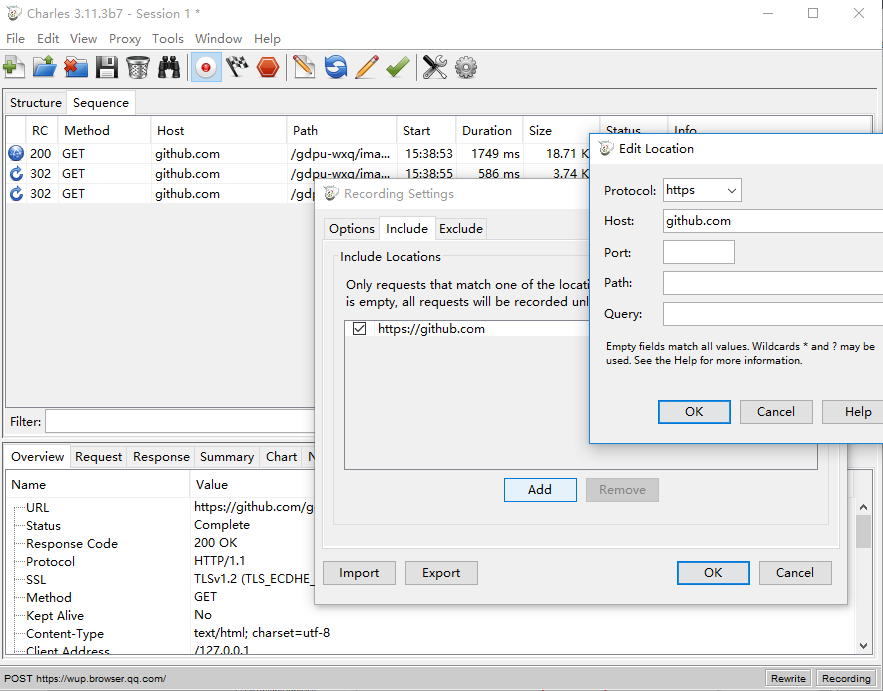 Charles 3.11.3b7 - Session 1 *
File Edit View Proxy Tools Window Help
Structure Sequence
RC Method Host Path Start Duration Size Status Info
200 GET github.com /gdpu-wxq/ima... 15:38:53 1749 ms 18.71 K
302 GET github.com /gdpu-wxq/ima... 15:38:55 586 ms 3.74 K
302 GET github.com /gd
Filter:
Overview Request Response Summary Chart N
Name Value
URL https://github.com/g
Status Complete
Response Code 200 OK
Protocol HTTP/1.1
SSL TLSv1.2 (TLS_ECDHE_
Method GET
Kept Alive No
Content-Type text/html; charset=utf-8
Client Address /127.0.0.1
POST https://wup.browser.qq.com/
Rewrite Recording
Recording Settings
Options Include Exclude
Include Locations
Only requests that match one of the locati
is empty, all requests will be recorded unl
https://github.com
Add Remove
Import Export OK Cancel
Edit Location
Protocol: https
Host: github.com
Port:
Path:
Query:
Empty fields match all values. Wildcards * and ? may be
used. See the Help for more information.
OK Cancel Help